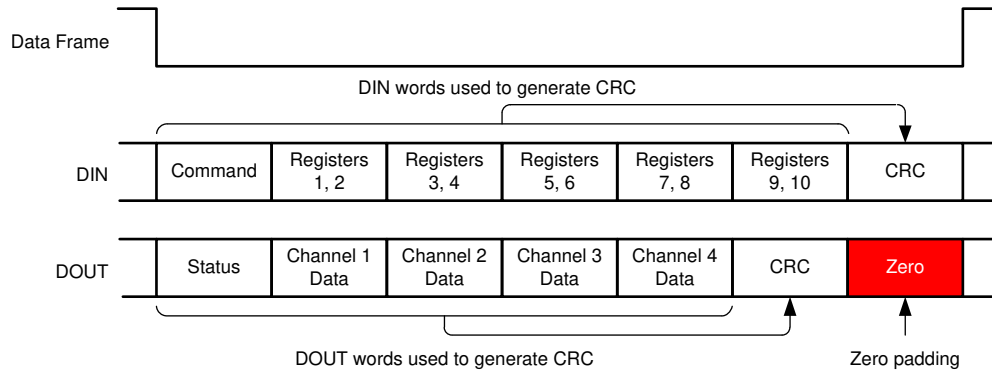 Data Frame
DIN words used to generate CRC
DIN
Command
Registers
1, 2
Registers
3, 4
Registers
5, 6
Registers
7, 8
Registers
9, 10
CRC
DOUT
Status
Channel 1
Data
Channel 2
Data
Channel 3
Data
Channel 4
Data
CRC
Zero
DOUT words used to generate CRC
Zero padding